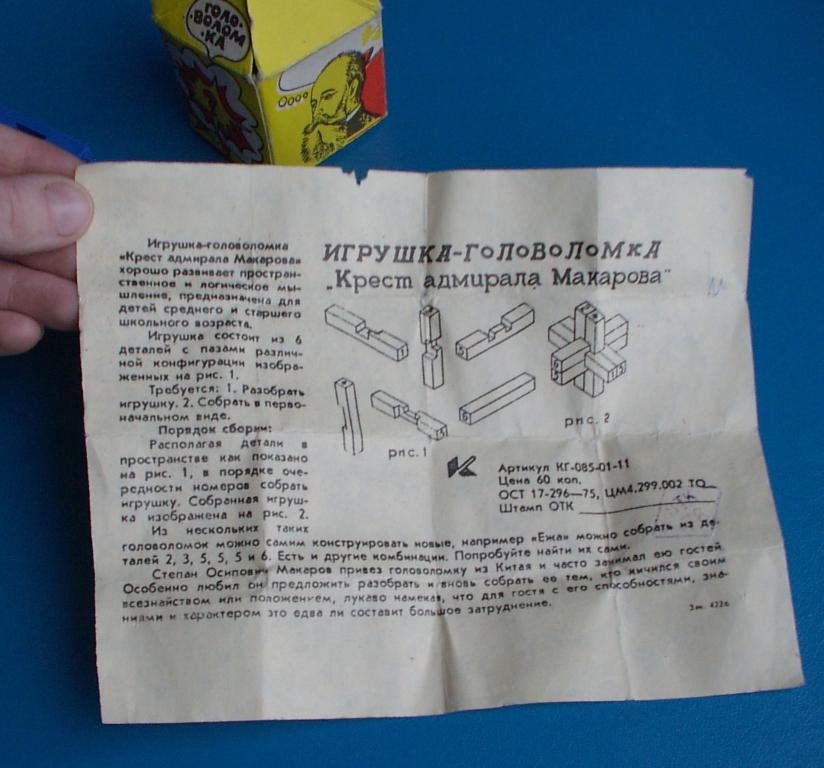 ГОЛО-
ВОЛОМ
-КА
Игрушка-головоломка
«Крест адмирала Макарова»
хорошо развивает простран-
ственное и логическое мы-
шление, предназначена для
детей среднего и старшего
школьного возраста.
Игрушка состоит из 6
деталей с пазами различ-
ной конфигурации изобра-
женных на рис. 1.
Требуется: 1. Разобрать
игрушку. 2. Собрать в перво-
начальном виде.
Порядок сборки:
Располагая детали в
пространстве как показано
на рис. 1, в порядке оче-
редности номеров собрать
игрушку. Собранная игруш-
ка изображена на рис. 2.
Из нескольких таких
головоломок можно самим конструировать новые, например «Ежа» можно собрать из де-
талей 2, 3, 5, 5, 5 и 6. Есть и другие комбинации. Попробуйте найти их сами.
Степан Осипович Макаров привез головоломку из Китая и часто занимал ею гостей.
Особенно любил он предложить разобрать и вновь собрать ее тем, кто кичился своим
всезнайством или положением, лукаво намекая, что для гостя с его способностями, зна-
ниями и характером это едва ли составит большое затруднение.
ИГРУШКА-ГОЛОВОЛОМКА
„Крест адмирала Макарова"
рис. 1
рис. 2
Артикул КГ-085-01-11
Цена 60 коп.
ОСТ 17-296—75, ЦМ4.299.002 ТО
Штамп ОТК
Зак. 4226